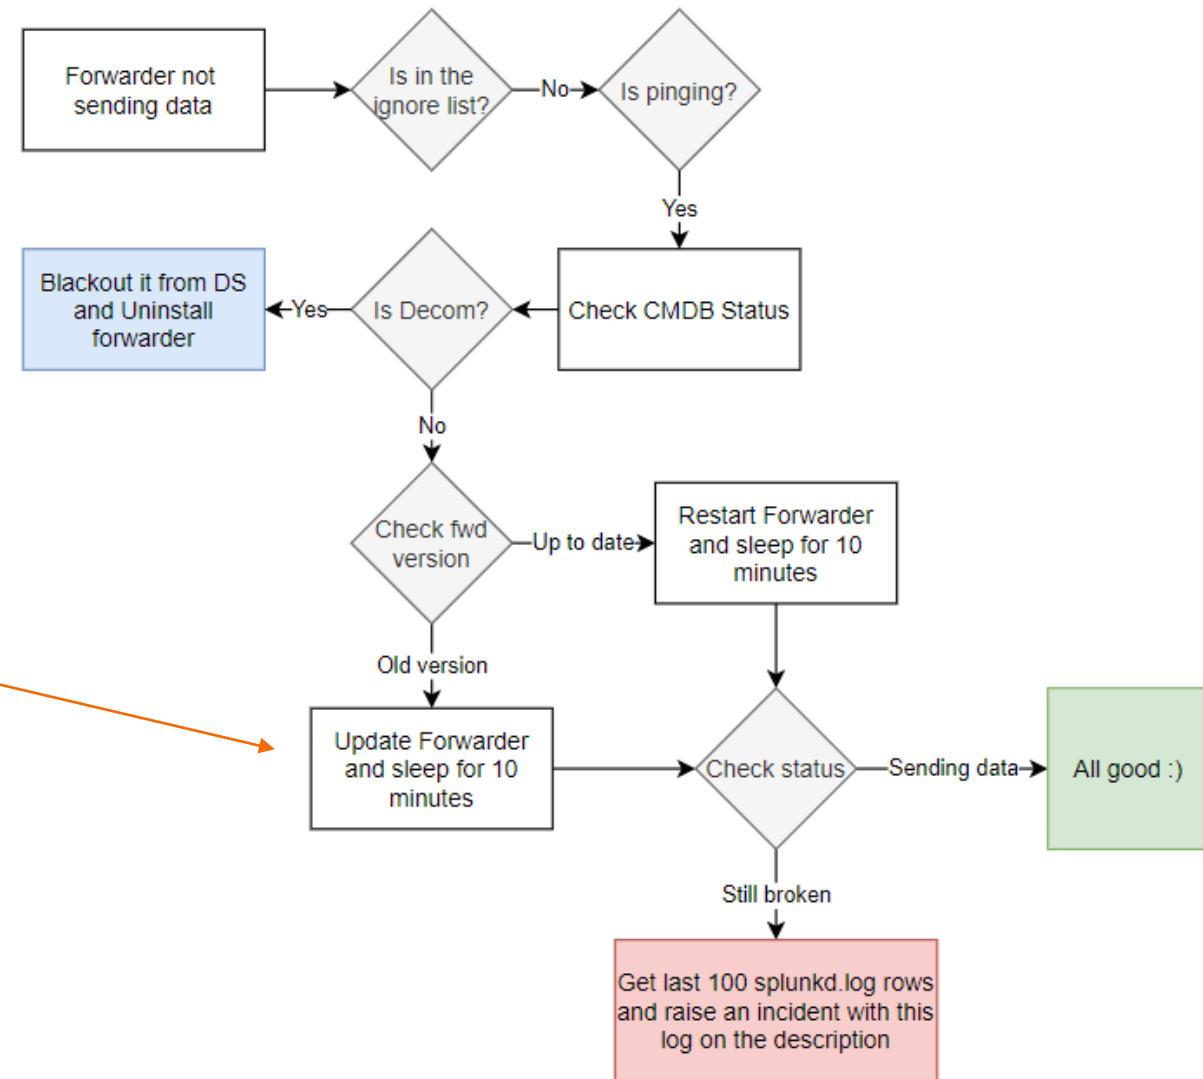 Forwarder not
sending data
Is in the
ignore list?
No
Is pinging?
Yes
Blackout it from DS
and Uninstall
forwarder
Yes
Is Decom?
Check CMDB Status
No
Check fwd
version
Up to date
Restart Forwarder
and sleep for 10
minutes
Old version
Update Forwarder
and sleep for 10
minutes
Check status
Sending data
All good :)
Still broken
Get last 100 splunkd.log rows
and raise an incident with this
log on the description